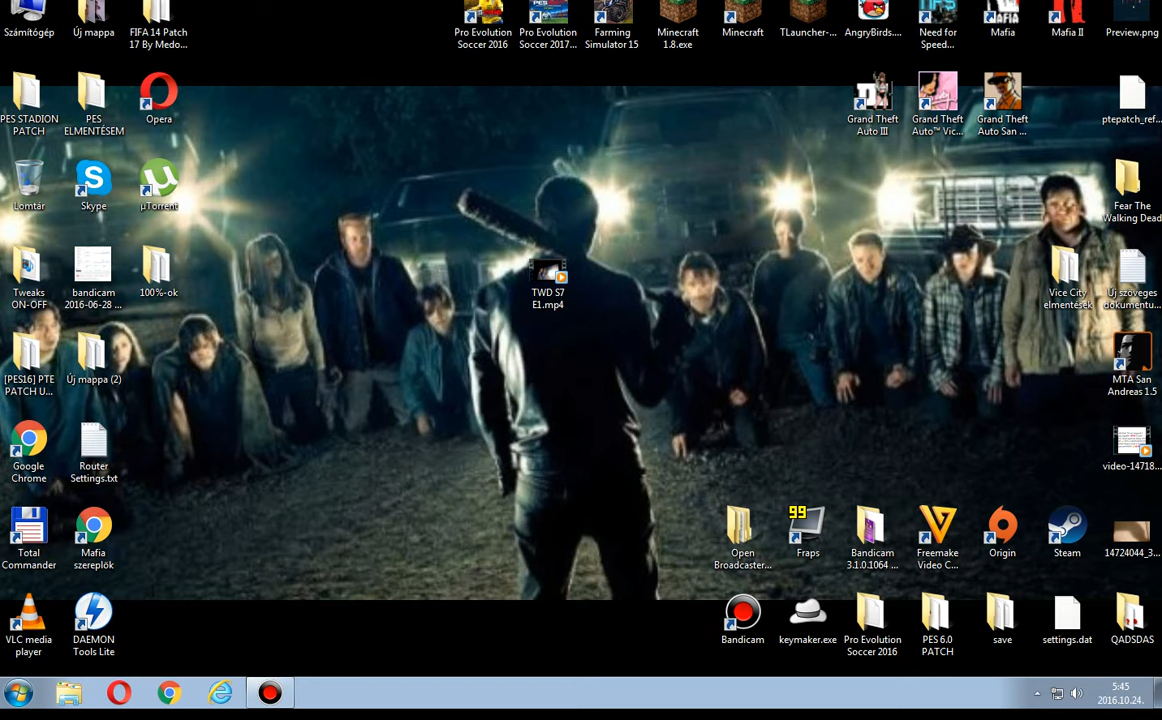 Számítógép
Új mappa
FIFA 14 Patch
17 By Medo...
Pro Evolution
Soccer 2016
Pro Evolution
Soccer 2017...
Farming
Simulator 15
Minecraft
1.8.exe
Minecraft
TLauncher-...
AngryBirds....
Need for
Speed...
Mafia
Mafia II
Preview.png
PES STADION
PATCH
PES
ELMENTÉSEM
Opera
Grand Theft
Auto III
Grand Theft
Auto™ Vic...
Grand Theft
Auto San ...
ptepatch_ref...
Lomtár
Skype
µTorrent
Fear The
Walking Dead
Tweaks
ON-OFF
bandicam
2016-06-28 ...
100%-ok
TWD S7
E1.mp4
Vice City
elmentések
Új szöveges
dokumentu...
[PES16] PTE
PATCH U...
Új mappa (2)
MTA San
Andreas 1.5
Google
Chrome
Router
Settings.txt
video-14718...
Total
Commander
Mafia
szereplök
Open
Broadcaster...
99
Fraps
Bandicam
3.1.0.1064 ...
Freemake
Video C...
Origin
Steam
14724044_3...
VLC media
player
DAEMON
Tools Lite
Bandicam
keymaker.exe
Pro Evolution
Soccer 2016
PES 6.0
PATCH
save
settings.dat
QADSDAS
5:45
2016.10.24.